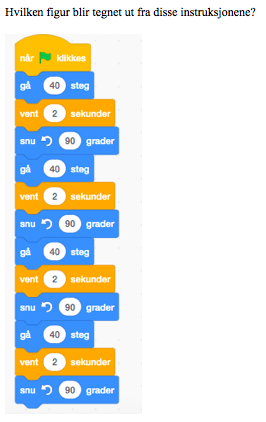 Hvilken figur blir tegnet ut fra disse instruksjonene?
når klikkes
gå 40 steg
vent 2 sekunder
snu 90 grader
gå 40 steg
vent 2 sekunder
snu 90 grader
gå 40 steg
vent 2 sekunder
snu 90 grader
gå 40 steg
vent 2 sekunder
snu 90 grader